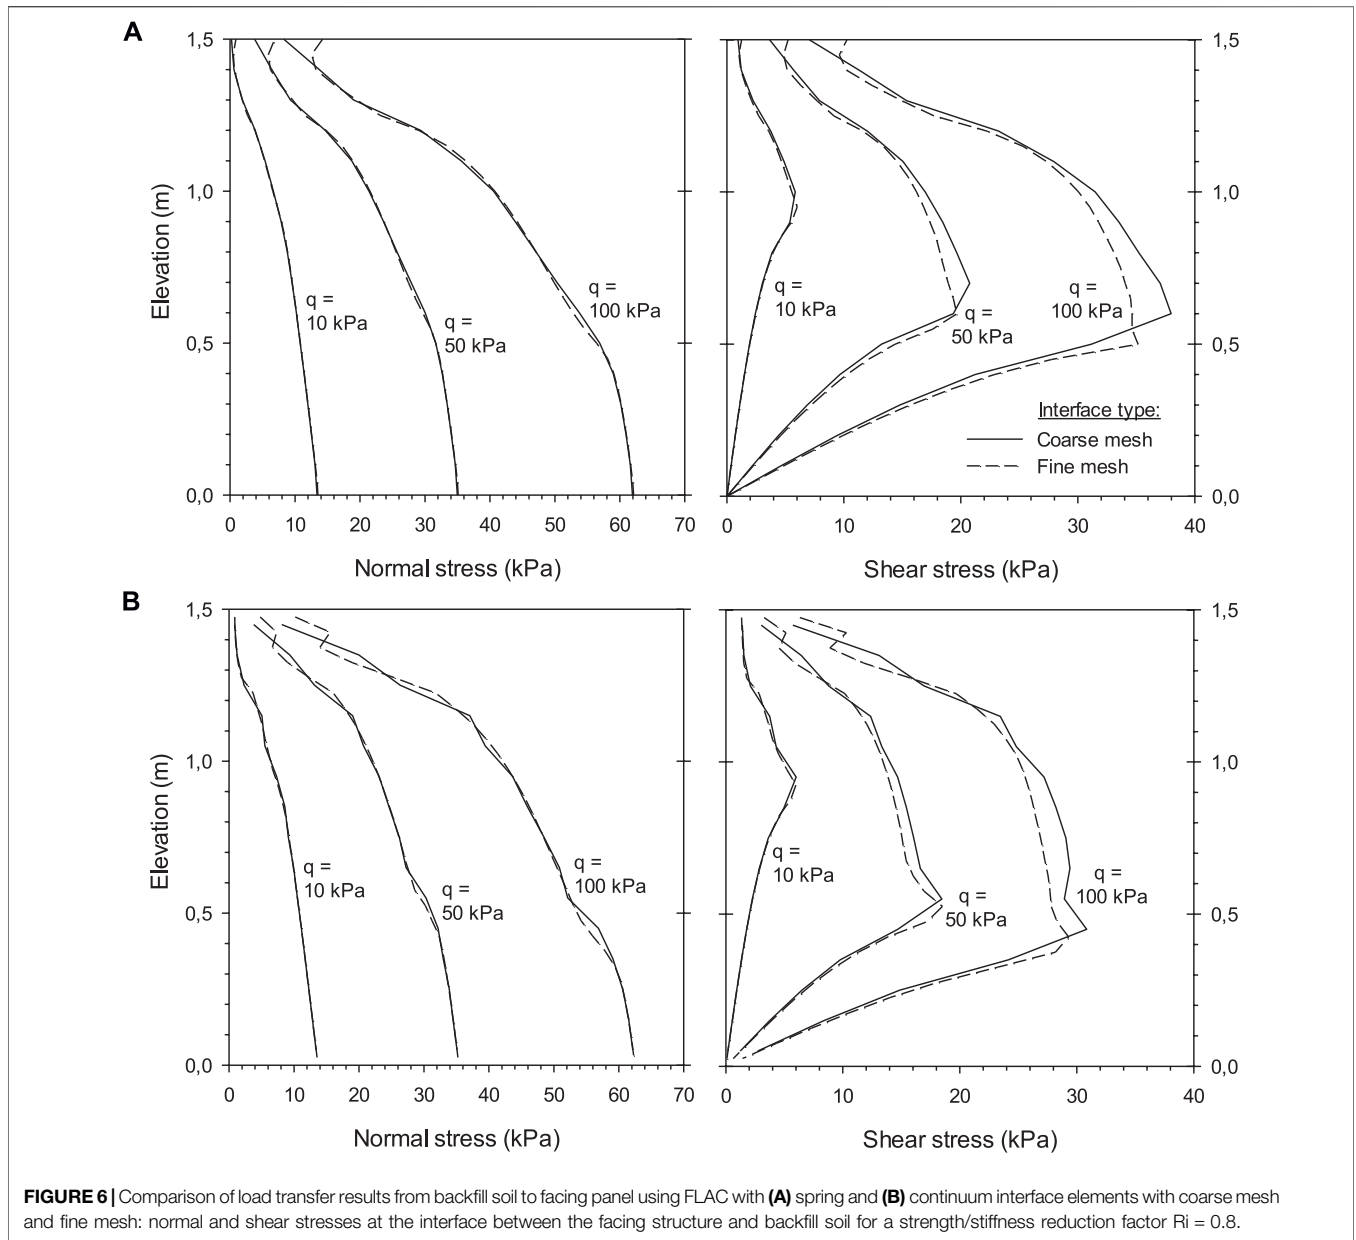 A
1,5
1,0
0,5
0,0
Elevation (m)
q =
10 kPa
q =
50 kPa
q =
100 kPa
0 10 20 30 40 50 60 70
Normal stress (kPa)
q =
10 kPa
q =
50 kPa
q =
100 kPa
Interface type:
Coarse mesh
Fine mesh
1,5
1,0
0,5
0,0
0 10 20 30 40
Shear stress (kPa)
B
1,5
1,0
0,5
0,0
Elevation (m)
q =
10 kPa
q =
50 kPa
q =
100 kPa
0 10 20 30 40 50 60 70
Normal stress (kPa)
q =
10 kPa
q =
50 kPa
q =
100 kPa
1,5
1,0
0,5
0,0
0 10 20 30 40
Shear stress (kPa)
FIGURE 6 | Comparison of load transfer results from backfill soil to facing panel using FLAC with (A) spring and (B) continuum interface elements with coarse mesh
and fine mesh: normal and shear stresses at the interface between the facing structure and backfill soil for a strength/stiffness reduction factor Ri = 0.8.